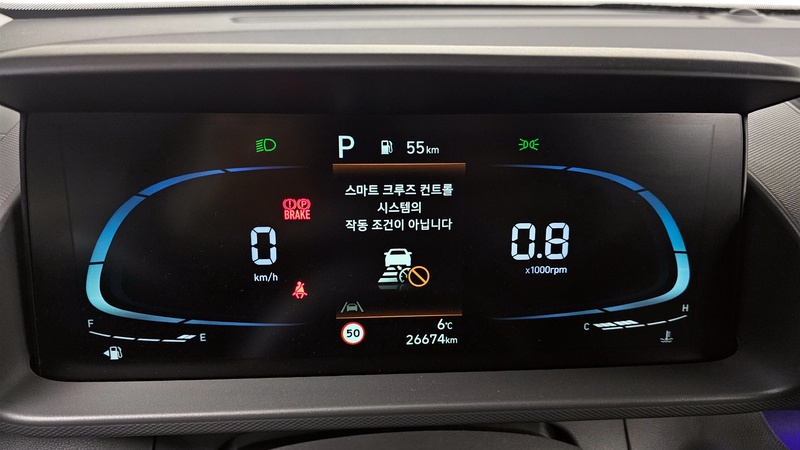 P 55km
스마트 크루즈 컨트롤
시스템의
작동 조건이 아닙니다
BRAKE
0
km/h
0.8
x1000rpm
F
E
50
6℃
26674km
C
H